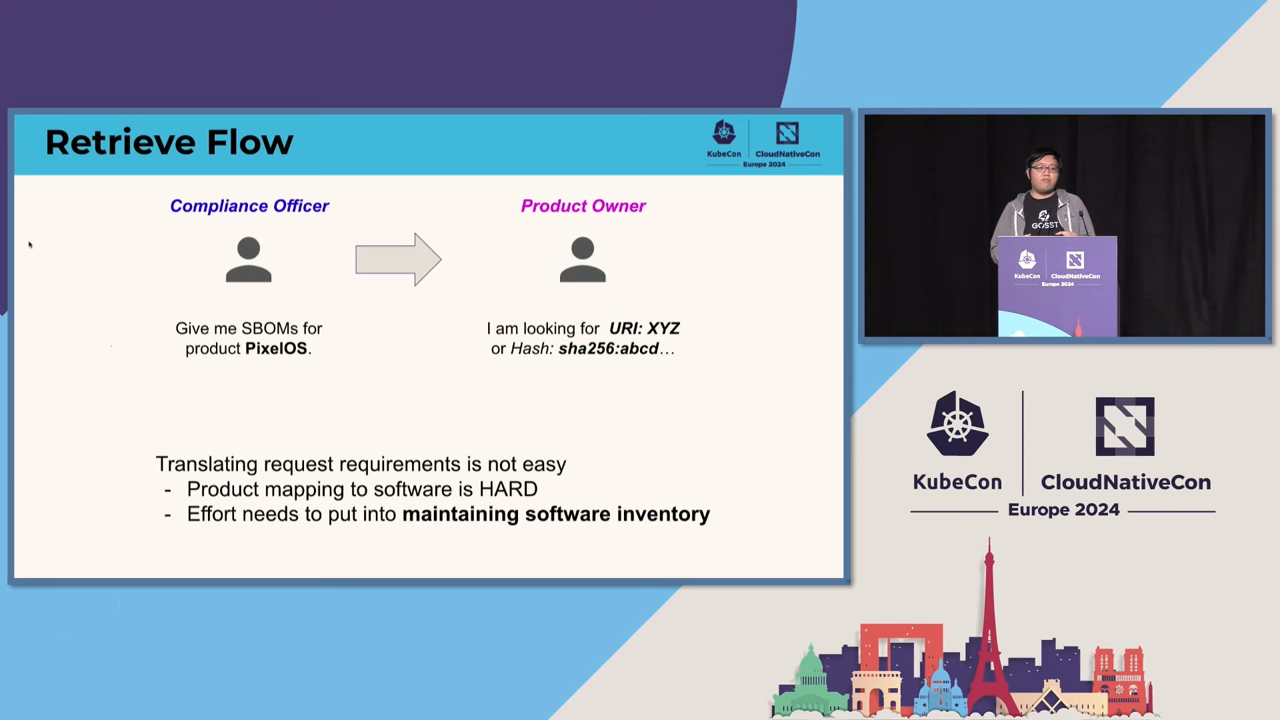 Retrieve Flow
KubeCon
CloudNativeCon
Europe 2024
Compliance Officer
Product Owner
Give me SBOMs for
product PixelOS.
I am looking for URI: XYZ
or Hash: sha256:abcd...
Translating request requirements is not easy
- Product mapping to software is HARD
- Effort needs to put into maintaining software inventory
GOSST
KubeCon
CloudNativeCon
Europe 2024
KubeCon
CloudNativeCon
Europe 2024